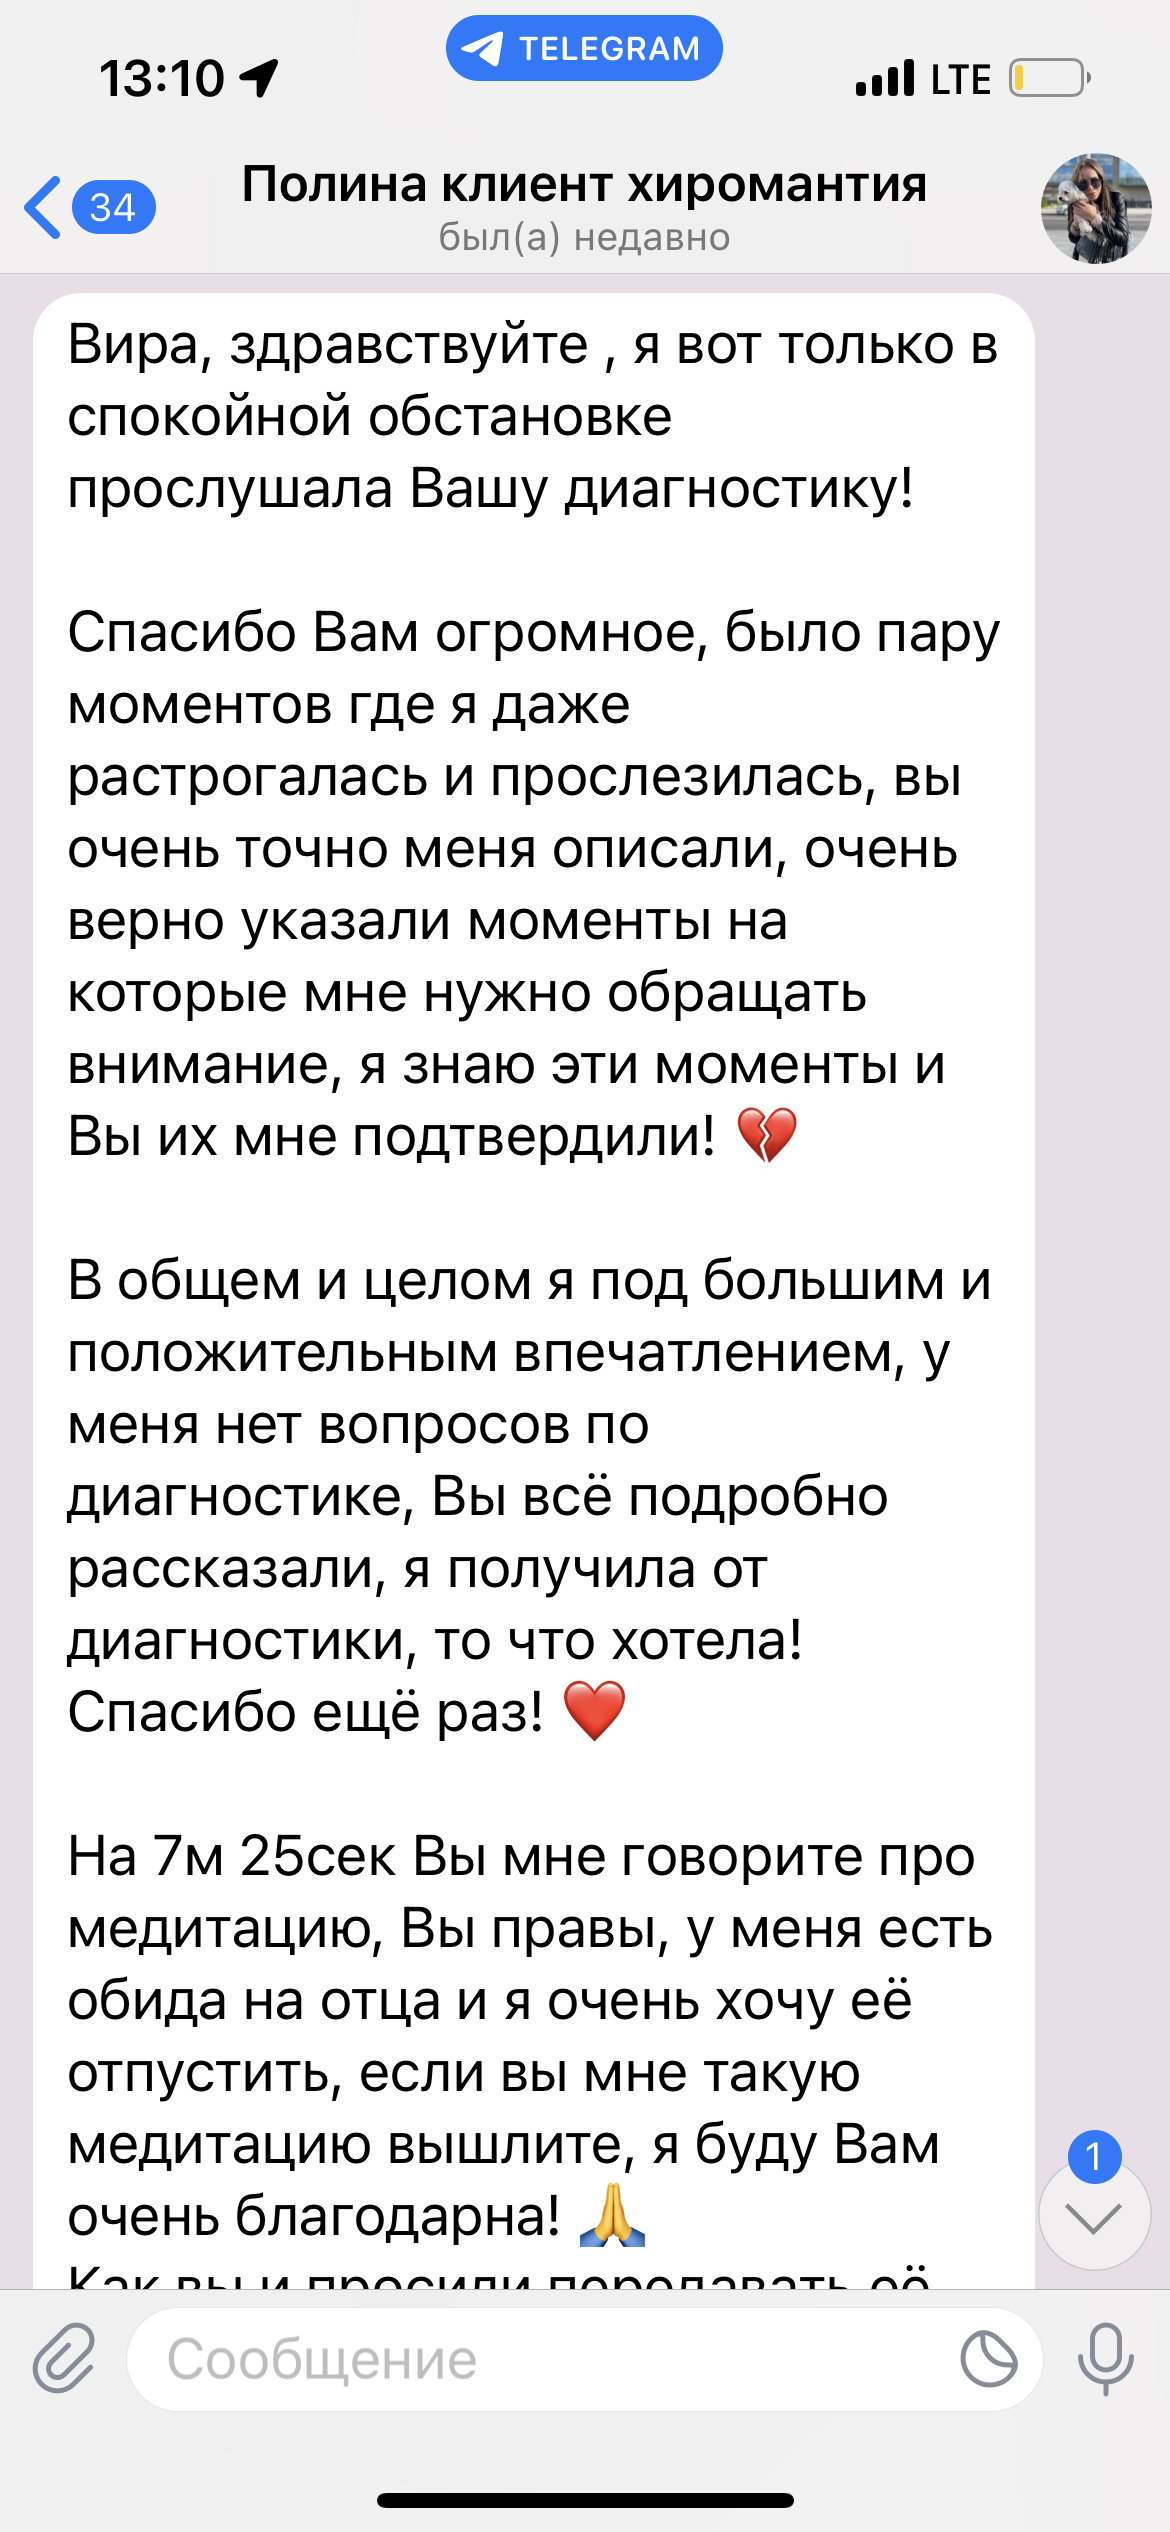 13:10
TELEGRAM
LTE
34
Полина клиент хиромантия
был(а) недавно
Вира, здравствуйте , я вот только в
спокойной обстановке
прослушала Вашу диагностику!
Спасибо Вам огромное, было пару
моментов где я даже
растрогалась и прослезилась, вы
очень точно меня описали, очень
верно указали моменты на
которые мне нужно обращать
внимание, я знаю эти моменты и
Вы их мне подтвердили! 💔
В общем и целом я под большим и
положительным впечатлением, у
меня нет вопросов по
диагностике, Вы всё подробно
рассказали, я получила от
диагностики, то что хотела!
Спасибо ещё раз! ❤️
На 7м 25сек Вы мне говорите про
медитацию, Вы правы, у меня есть
обида на отца и я очень хочу её
отпустить, если вы мне такую
медитацию вышлите, я буду Вам
очень благодарна! 🙏
Как вы и просили передавать её
1
Сообщение